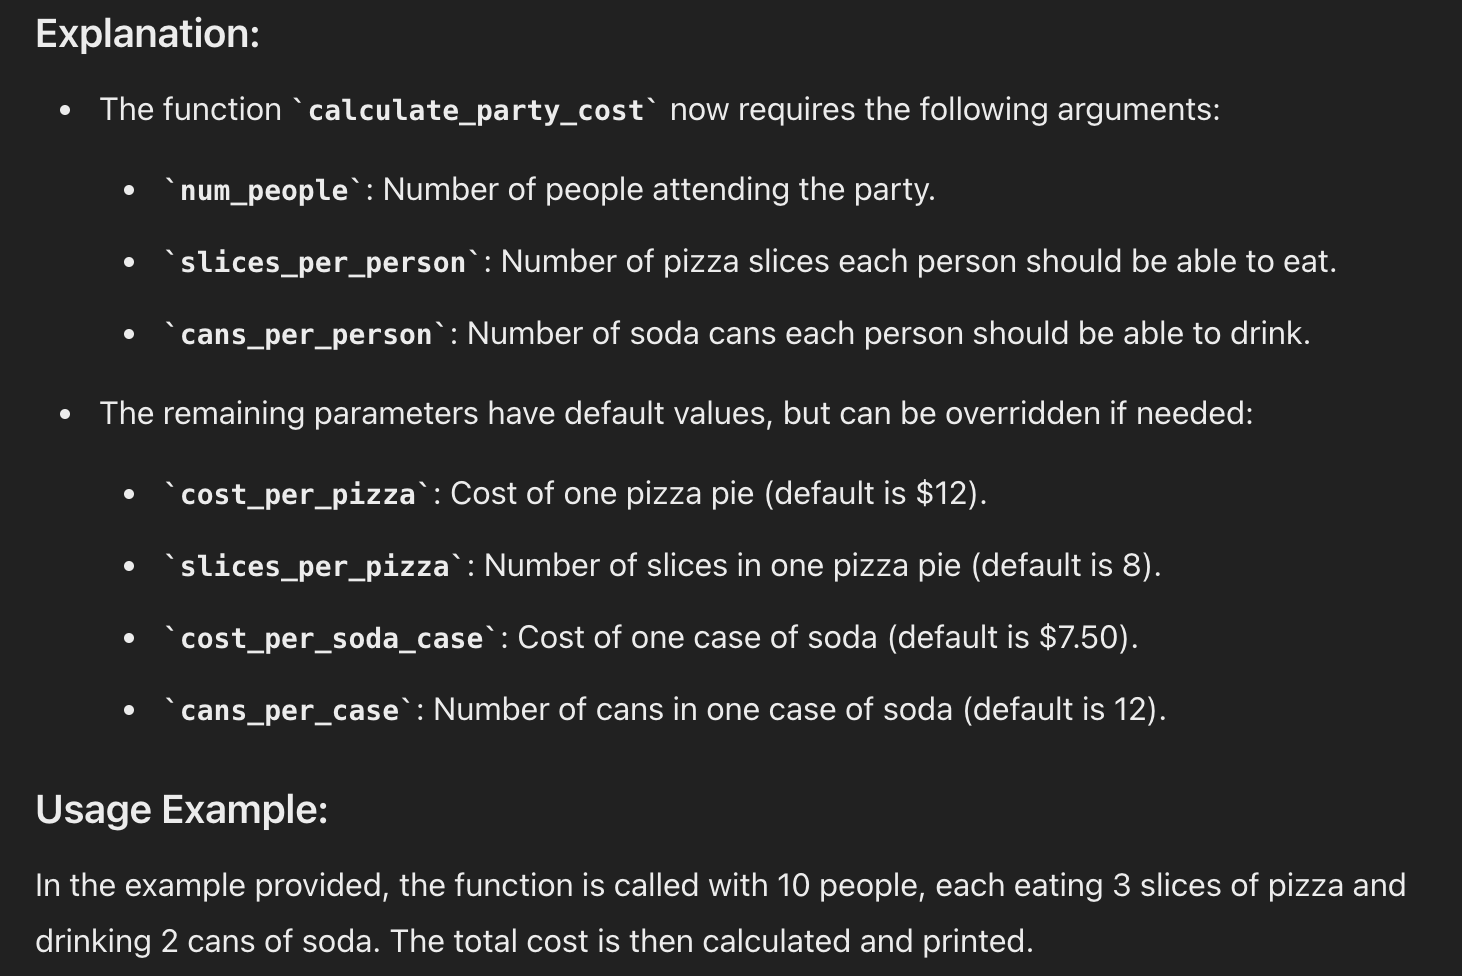 Explanation:
• The function `calculate_party_cost` now requires the following arguments:
• `num_people`: Number of people attending the party.
• `slices_per_person`: Number of pizza slices each person should be able to eat.
• `cans_per_person`: Number of soda cans each person should be able to drink.
• The remaining parameters have default values, but can be overridden if needed:
• `cost_per_pizza`: Cost of one pizza pie (default is $12).
• `slices_per_pizza`: Number of slices in one pizza pie (default is 8).
• `cost_per_soda_case`: Cost of one case of soda (default is $7.50).
• `cans_per_case`: Number of cans in one case of soda (default is 12).
Usage Example:
In the example provided, the function is called with 10 people, each eating 3 slices of pizza and
drinking 2 cans of soda. The total cost is then calculated and printed.